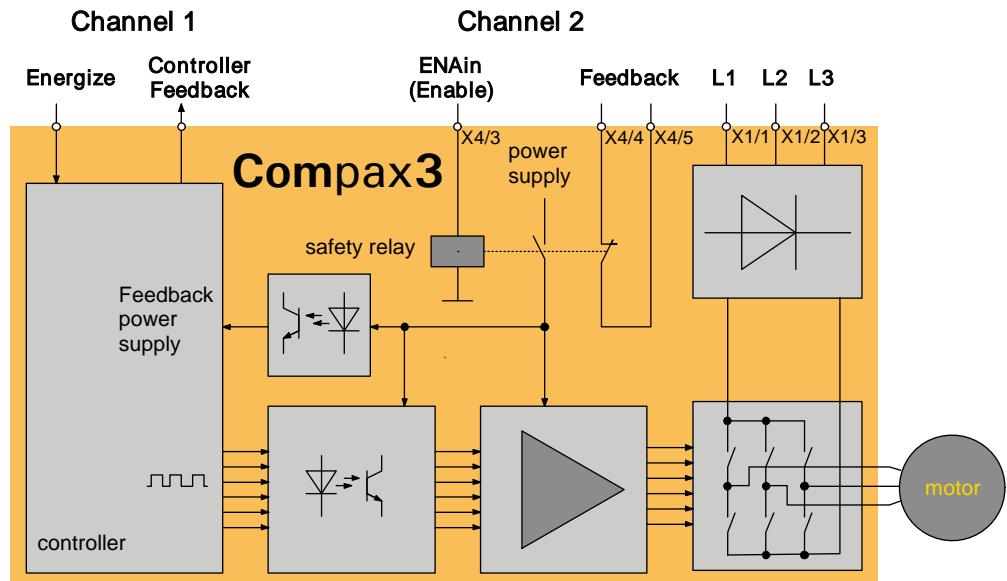 Channel 1
Channel 2
Energize
Controller
Feedback
ENAin
(Enable)
Feedback
L1
L2
L3
X4/3
X4/4
X4/5
X1/1
X1/2
X1/3
Compax3
power
supply
safety relay
Feedback
power
supply
controller
motor